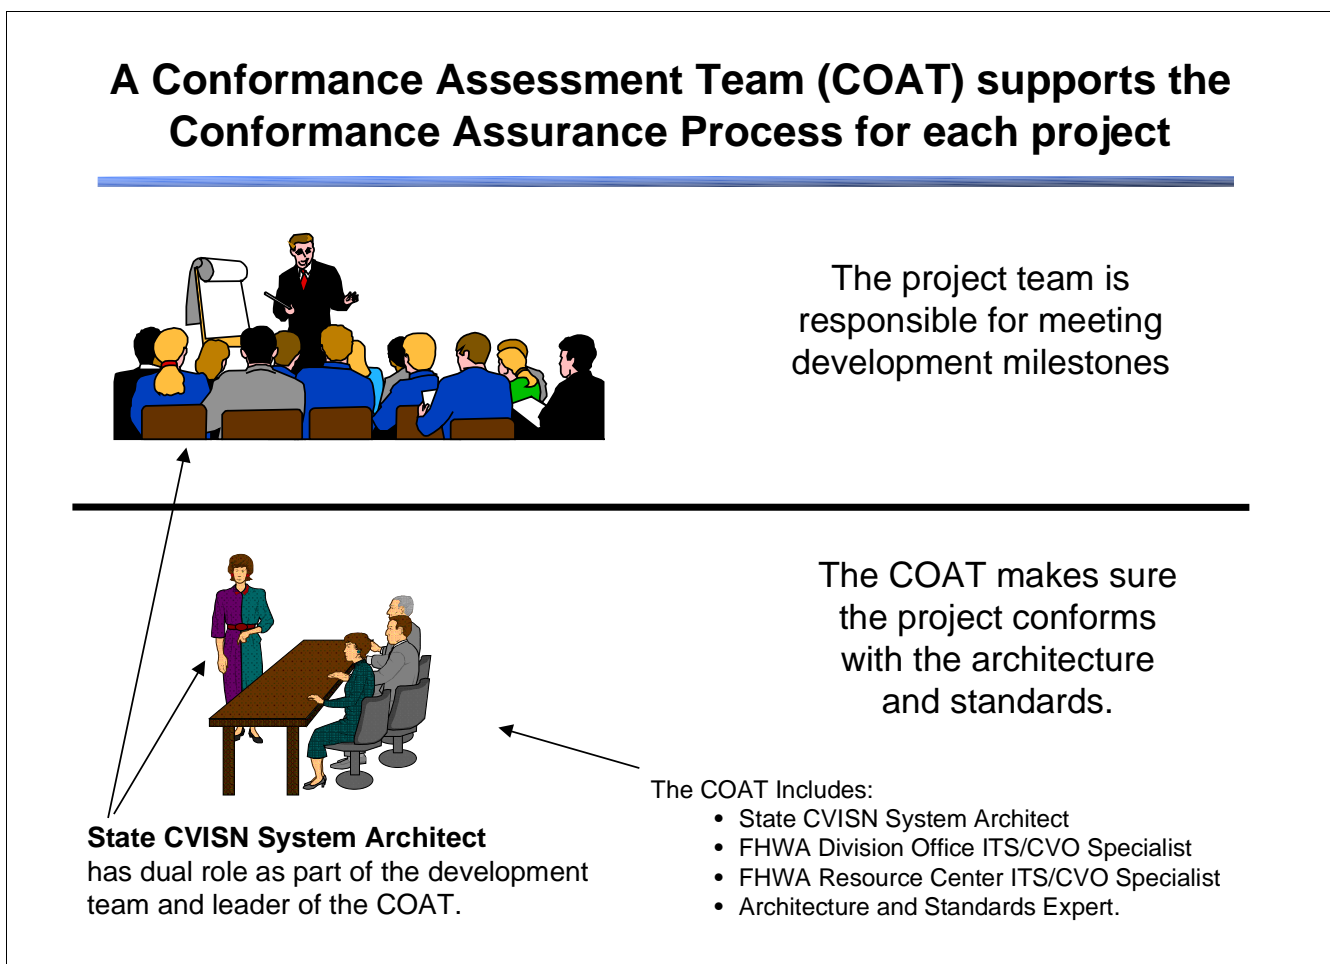 A Conformance Assessment Team (COAT) supports the
Conformance Assurance Process for each project
The project team is
responsible for meeting
development milestones
The COAT makes sure
the project conforms
with the architecture
and standards.
The COAT Includes:
• State CVISN System Architect
• FHWA Division Office ITS/CVO Specialist
• FHWA Resource Center ITS/CVO Specialist
• Architecture and Standards Expert.
State CVISN System Architect
has dual role as part of the development
team and leader of the COAT.